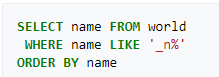 SELECT name FROM world
WHERE name LIKE '_n%'
ORDER BY name